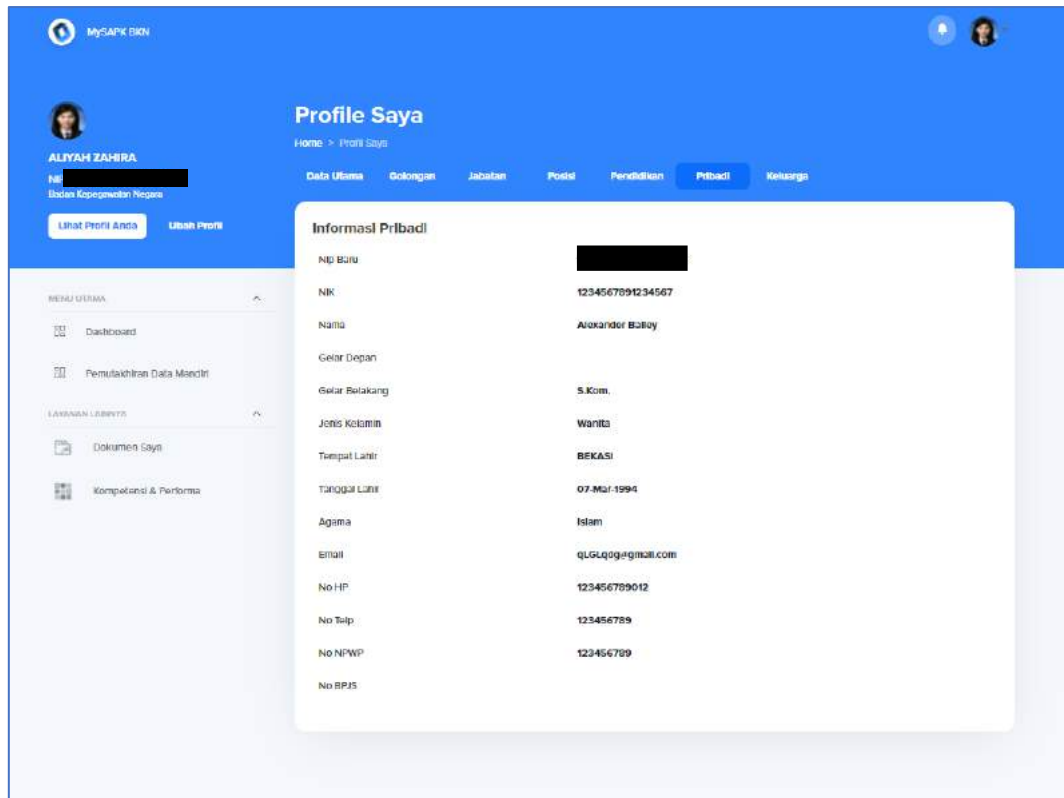 MySAPK BKN
ALIYAH ZAHIRA
NIP
Badan Kepegawaian Negara
Lihat Profil Anda Ubah Profil
MENU UTAMA
Dashboard
Pemutakhiran Data Mandiri
LAYANAN LAINNYA
Dokumen Saya
Kompetensi & Performa
Profile Saya
Home > Profil Saya
Data Utama Golongan Jabatan Posisi Pendidikan Pribadi Keluarga
Informasi Pribadi
Nip Baru
NIK 1234567891234567
Nama Alexander Bailey
Gelar Depan
Gelar Belakang S.Kom.
Jenis Kelamin Wanita
Tempat Lahir BEKASI
Tanggal Lahir 07-Mar-1994
Agama Islam
Email
No HP 123456789012
No Telp 123456789
No NPWP 123456789
No BPJS